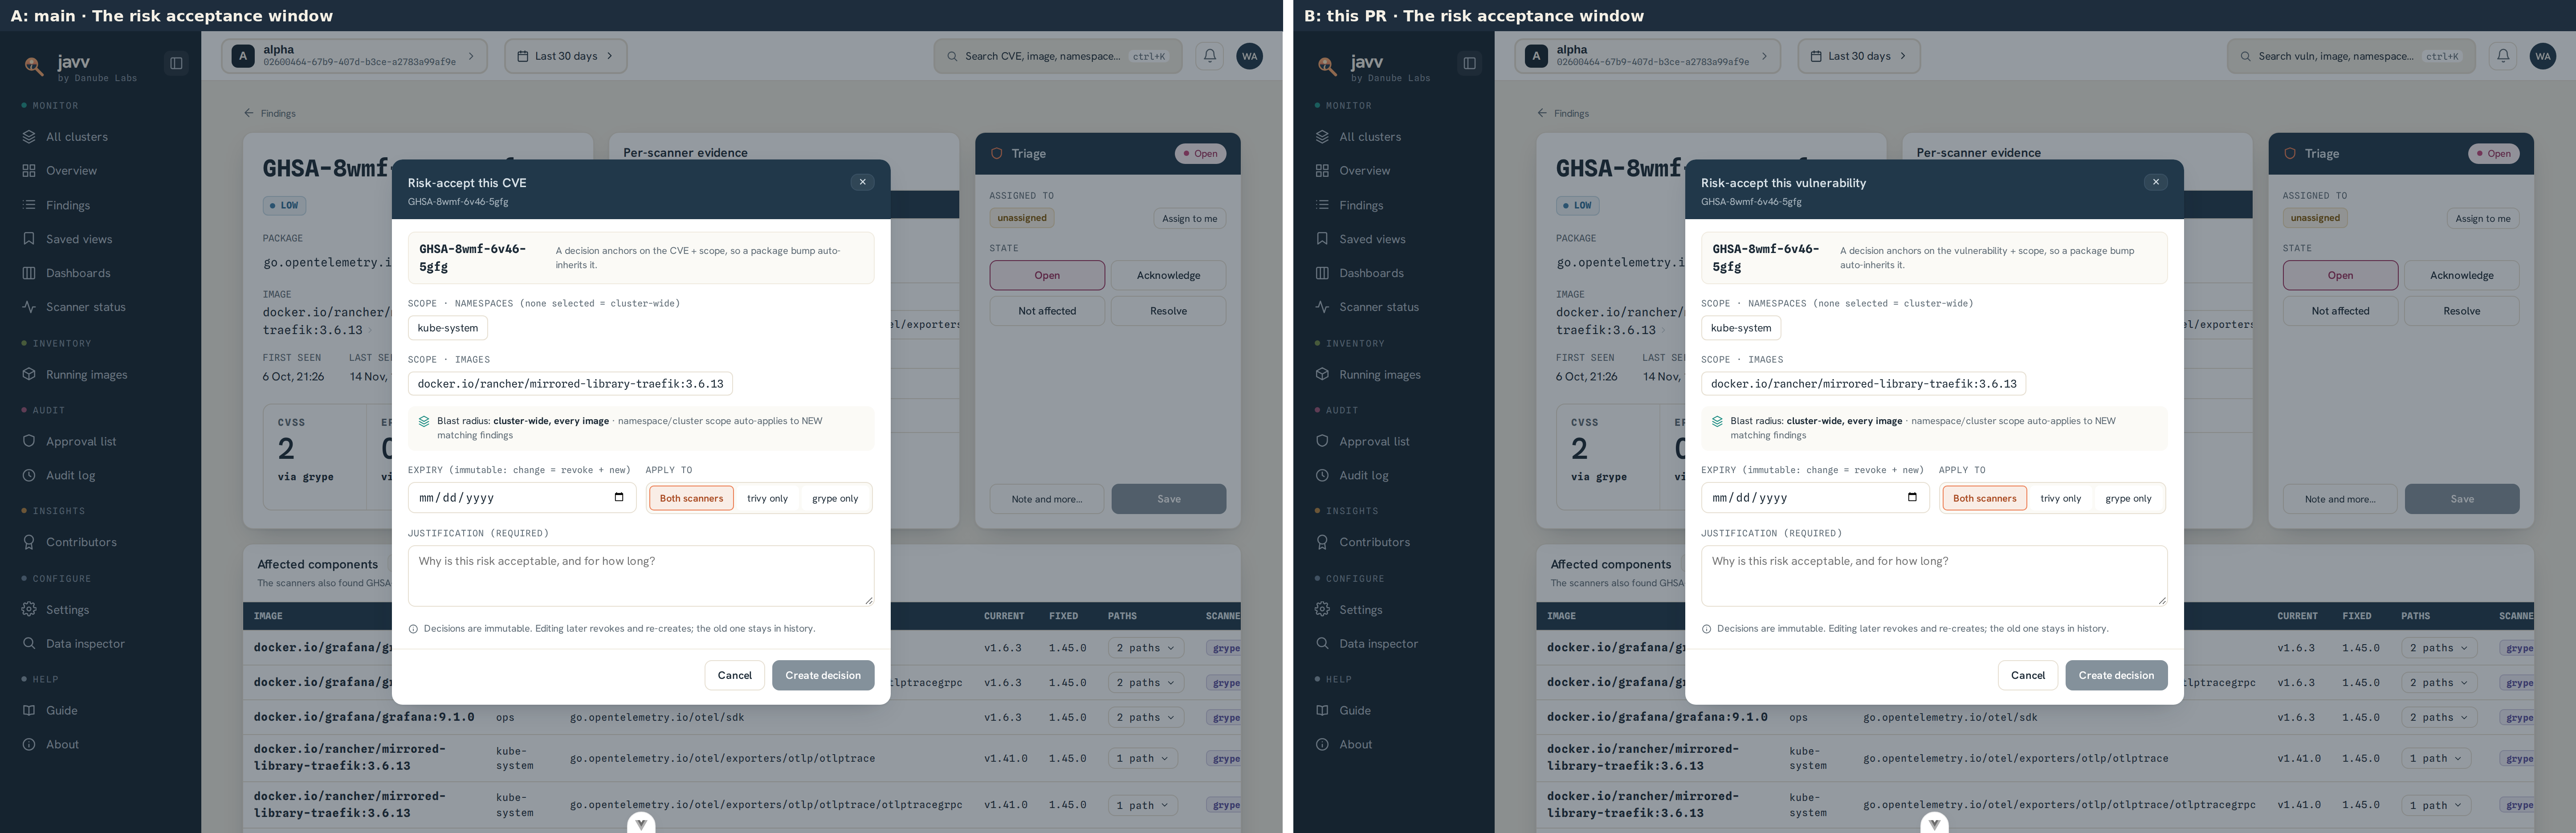 A: main · The risk acceptance window
javv
by Danube Labs
MONITOR
All clusters
Overview
Findings
Saved views
Dashboards
Scanner status
INVENTORY
Running images
AUDIT
Approval list
Audit log
INSIGHTS
Contributors
CONFIGURE
Settings
Data inspector
HELP
Guide
About
A
alpha
02600464-67b9-407d-b3ce-a2783a99af9e
Last 30 days
Search CVE, image, namespace...
ctrl+K
WA
Findings
GHSA-8wmf-
LOW
PACKAGE
go.opentelemetry.i
IMAGE
docker.io/rancher/
traefik:3.6.13
FIRST SEEN
LAST SE
6 Oct, 21:26
14 Nov,
CVSS
2
via grype
Per-scanner evidence
el/exporters
Triage
Open
ASSIGNED TO
unassigned
Assign to me
STATE
Open
Acknowledge
Not affected
Resolve
Note and more...
Save
Risk-accept this CVE
GHSA-8wmf-6v46-5gfg
GHSA-8wmf-6v46-
5gfg
A decision anchors on the CVE + scope, so a package bump auto-
inherits it.
SCOPE · NAMESPACES (none selected = cluster-wide)
kube-system
SCOPE · IMAGES
docker.io/rancher/mirrored-library-traefik:3.6.13
Blast radius: cluster-wide, every image · namespace/cluster scope auto-applies to NEW
matching findings
EXPIRY (immutable: change = revoke + new)
APPLY TO
mm/dd/yyyy
Both scanners
trivy only
grype only
JUSTIFICATION (REQUIRED)
Why is this risk acceptable, and for how long?
Decisions are immutable. Editing later revokes and re-creates; the old one stays in history.
Cancel
Create decision
Affected components
The scanners also found GHSA
IMAGE
CURRENT
FIXED
PATHS
SCANNE
docker.io/grafana/gr
v1.6.3
1.45.0
2 paths
grype
docker.io/grafana/gr
tlptracegrpc
v1.6.3
1.45.0
2 paths
grype
docker.io/grafana/grafana:9.1.0
ops
go.opentelemetry.io/otel/sdk
v1.6.3
1.45.0
2 paths
grype
docker.io/rancher/mirrored-
library-traefik:3.6.13
kube-
system
go.opentelemetry.io/otel/exporters/otlp/otlptrace
v1.41.0
1.45.0
1 path
grype
docker.io/rancher/mirrored-
library-traefik:3.6.13
kube-
system
go.opentelemetry.io/otel/exporters/otlp/otlptrace/otlptracegrpc
v1.41.0
1.45.0
1 path
grype
B: this PR · The risk acceptance window
javv
by Danube Labs
MONITOR
All clusters
Overview
Findings
Saved views
Dashboards
Scanner status
INVENTORY
Running images
AUDIT
Approval list
Audit log
INSIGHTS
Contributors
CONFIGURE
Settings
Data inspector
HELP
Guide
About
A
alpha
02600464-67b9-407d-b3ce-a2783a99af9e
Last 30 days
Search vuln, image, namespace...
ctrl+K
WA
Findings
GHSA-8wmf-
LOW
PACKAGE
go.opentelemetry.i
IMAGE
docker.io/rancher/
traefik:3.6.13
FIRST SEEN
LAST SE
6 Oct, 21:26
14 Nov,
CVSS
2
via grype
Per-scanner evidence
el/exporters
Triage
Open
ASSIGNED TO
unassigned
Assign to me
STATE
Open
Acknowledge
Not affected
Resolve
Note and more...
Save
Risk-accept this vulnerability
GHSA-8wmf-6v46-5gfg
GHSA-8wmf-6v46-
5gfg
A decision anchors on the vulnerability + scope, so a package bump
auto-inherits it.
SCOPE · NAMESPACES (none selected = cluster-wide)
kube-system
SCOPE · IMAGES
docker.io/rancher/mirrored-library-traefik:3.6.13
Blast radius: cluster-wide, every image · namespace/cluster scope auto-applies to NEW
matching findings
EXPIRY (immutable: change = revoke + new)
APPLY TO
mm/dd/yyyy
Both scanners
trivy only
grype only
JUSTIFICATION (REQUIRED)
Why is this risk acceptable, and for how long?
Decisions are immutable. Editing later revokes and re-creates; the old one stays in history.
Cancel
Create decision
Affected components
The scanners also found GHSA
IMAGE
CURRENT
FIXED
PATHS
SCANNE
docker.io/grafana/gr
v1.6.3
1.45.0
2 paths
grype
docker.io/grafana/gr
tlptracegrpc
v1.6.3
1.45.0
2 paths
grype
docker.io/grafana/grafana:9.1.0
ops
go.opentelemetry.io/otel/sdk
v1.6.3
1.45.0
2 paths
grype
docker.io/rancher/mirrored-
library-traefik:3.6.13
kube-
system
go.opentelemetry.io/otel/exporters/otlp/otlptrace
v1.41.0
1.45.0
1 path
grype
docker.io/rancher/mirrored-
library-traefik:3.6.13
kube-
system
go.opentelemetry.io/otel/exporters/otlp/otlptrace/otlptracegrpc
v1.41.0
1.45.0
1 path
grype